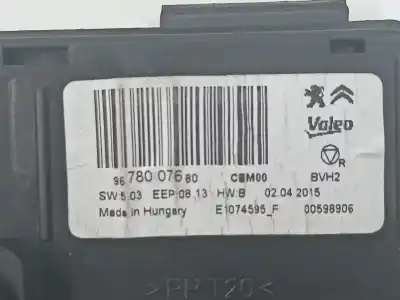 Valeo
R
96 780 076 80 CEM00 BVH2
SW:5.03 EEP:08.13 HW:B 02.04.2015
Made in Hungary E1074595_F 00598906
>PP T20<